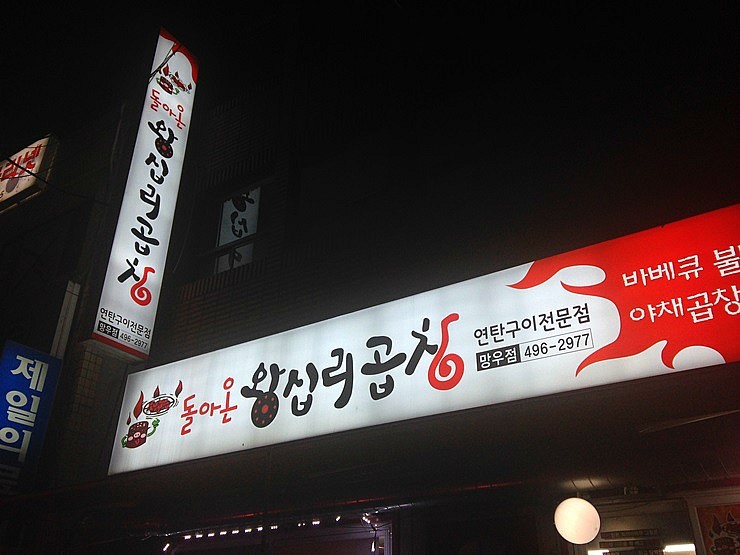 돌아온
왕십리곱창
연탄구이전문점
망우점 496-2977
돌아온 왕십리곱창
연탄구이전문점
망우점 496-2977
바베큐 불
야채곱창
제일의